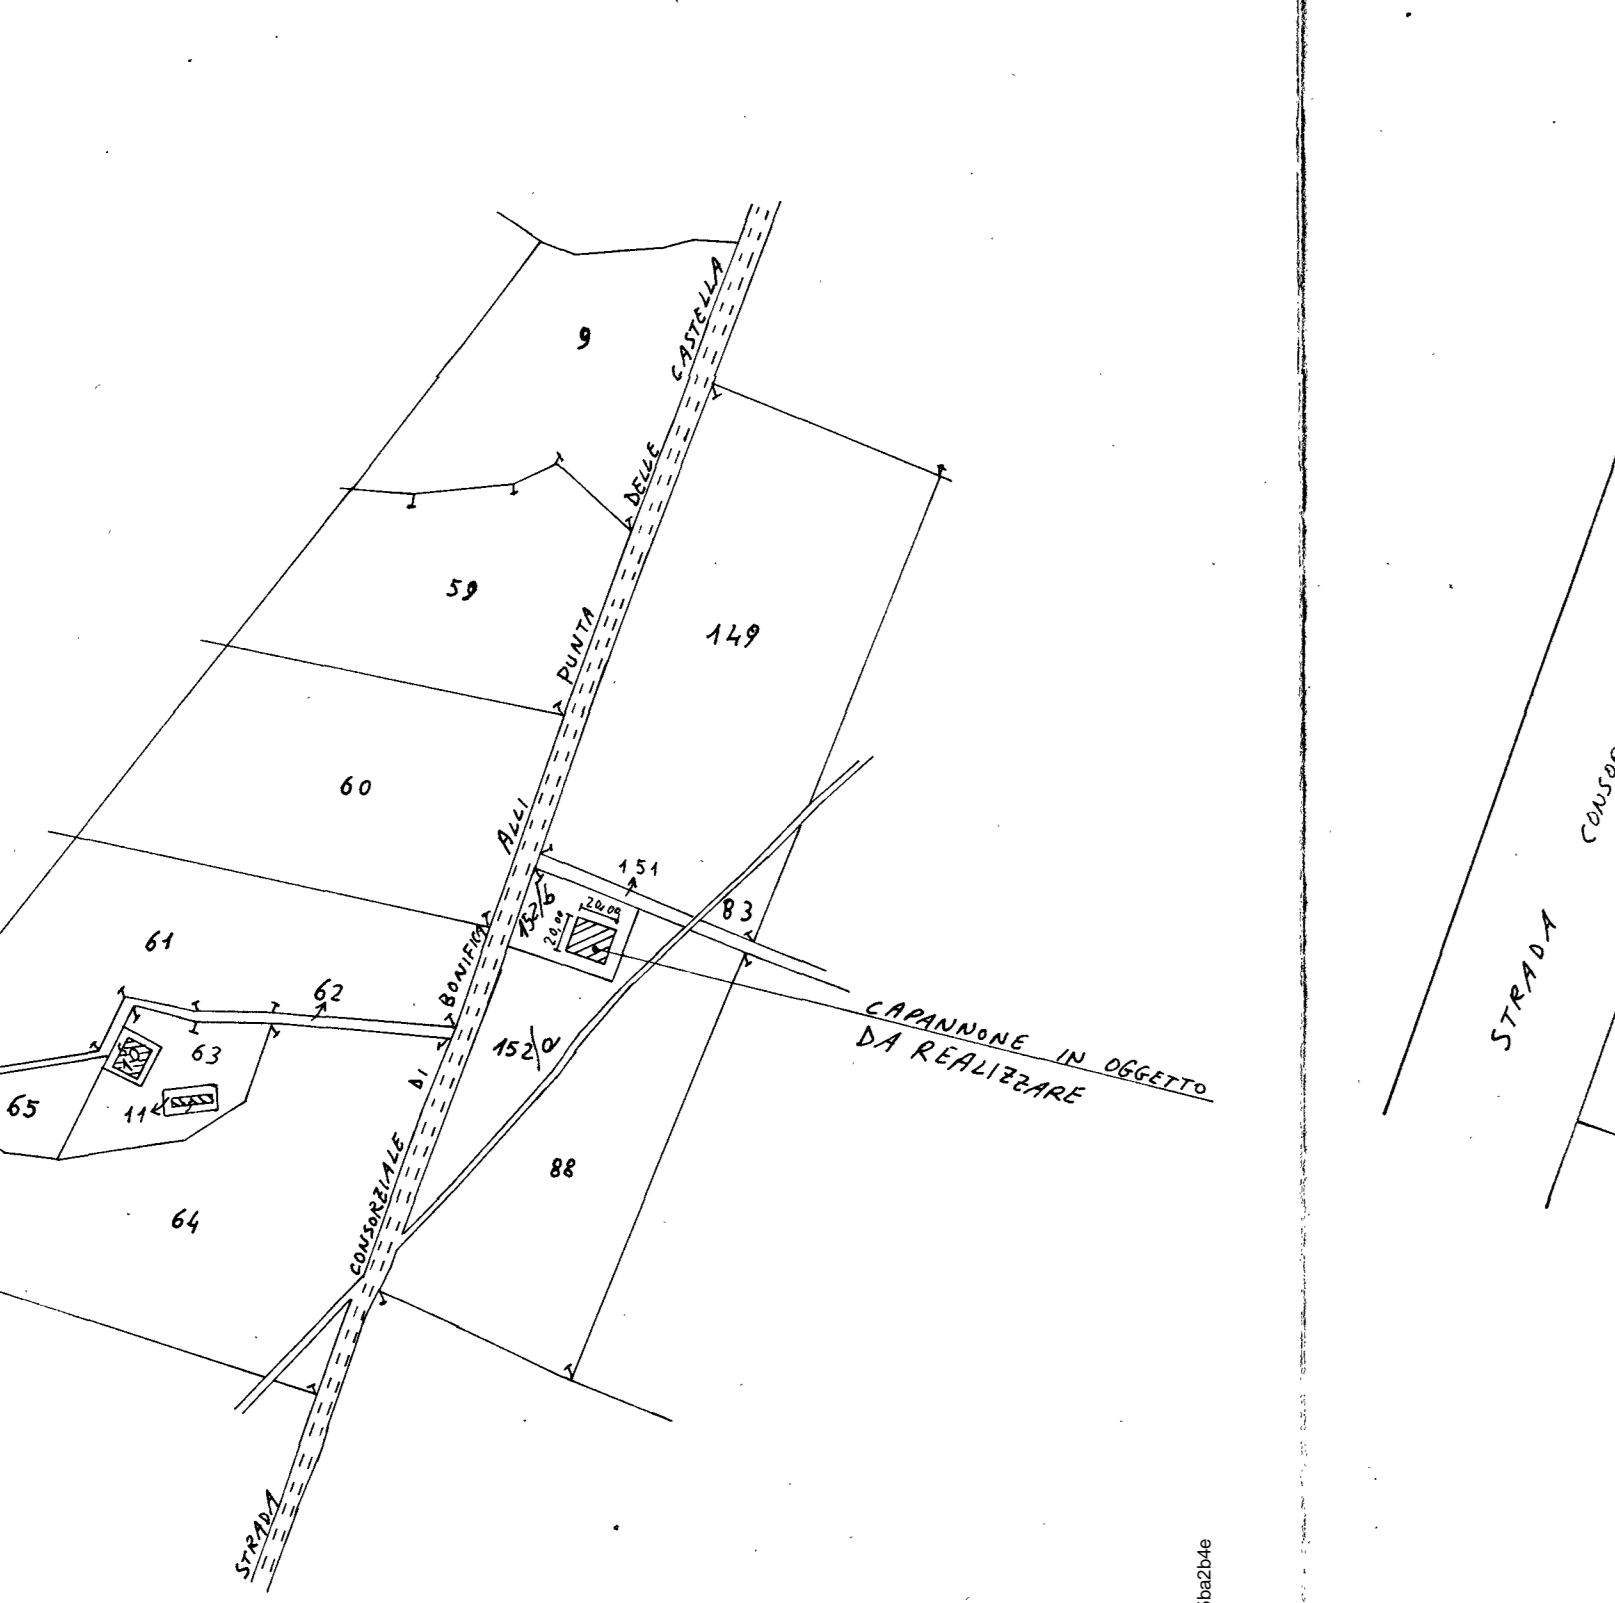 9
59
149
60
151
152/b
20,00
20,00
83
61
62
63
11
65
152/a
88
64
CAPANNONE IN OGGETTO
DA REALIZZARE
STRADA CONSORZIALE DI BONIFICA ALLI PUNTA DELLE CASTELLA
STRADA
ba2b4e